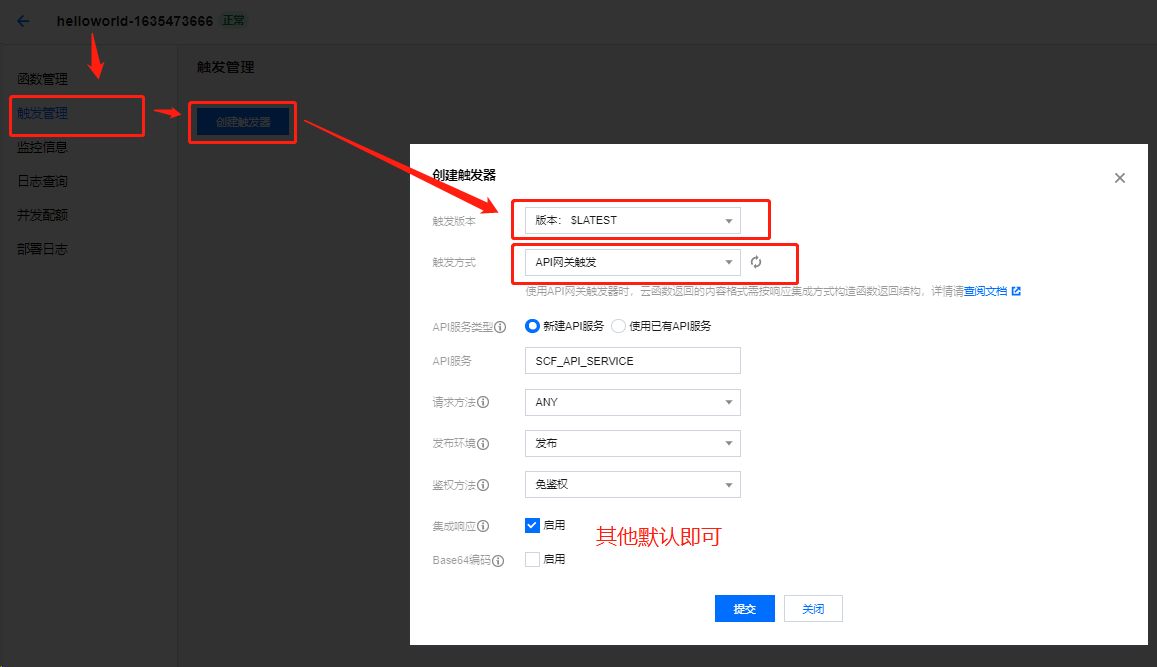 helloworld-1635473666 正常
函数管理
触发管理
监控信息
日志查询
并发配额
部署日志
触发管理
创建触发器
创建触发器
触发版本 版本： $LATEST
触发方式 API网关触发
使用API网关触发器时，云函数返回的内容格式需按响应集成方式构造函数返回结构，详情请查阅文档
API服务类型 新建API服务 使用已有API服务
API服务 SCF_API_SERVICE
请求方法 ANY
发布环境 发布
鉴权方法 免鉴权
集成响应 启用
其他默认即可
Base64编码 启用
提交 关闭